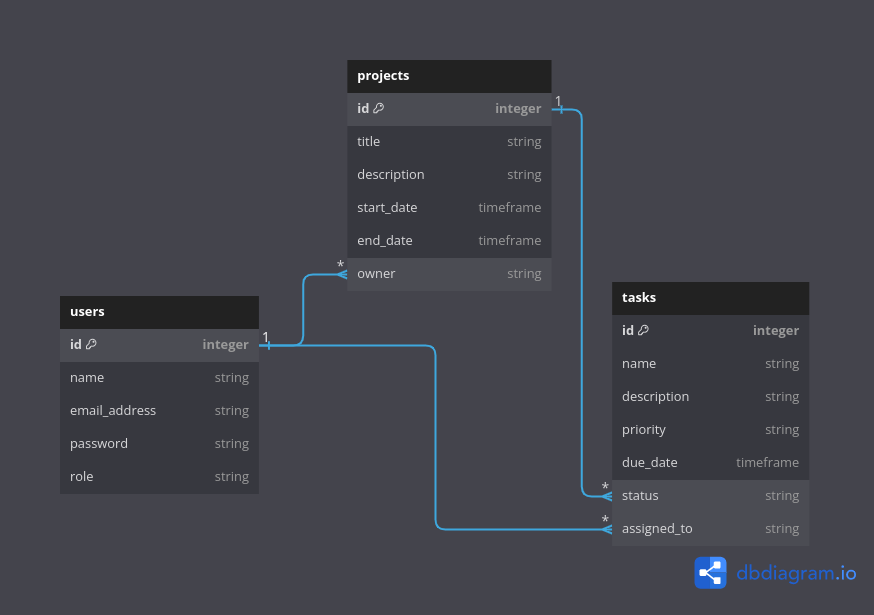 projects
id integer
1
title string
description string
start_date timeframe
end_date timeframe
*
owner string
users
id integer
1
name string
email_address string
password string
role string
tasks
id integer
name string
description string
priority string
due_date timeframe
*
status string
*
assigned_to string
dbdiagram.io